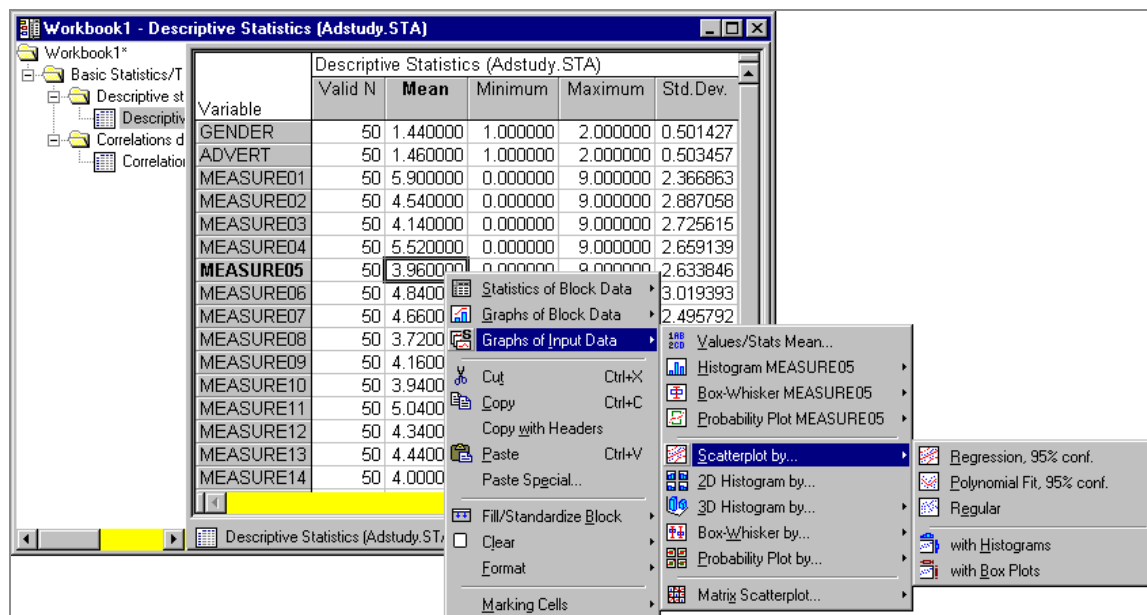 Workbook1 - Descriptive Statistics (Adstudy.STA)
Workbook1*
Basic Statistics/T
Descriptive st
Descriptiv
Correlations d
Correlation
Descriptive Statistics (Adstudy.STA)
Variable Valid N Mean Minimum Maximum Std.Dev.
GENDER 50 1.440000 1.000000 2.000000 0.501427
ADVERT 50 1.460000 1.000000 2.000000 0.503457
MEASURE01 50 5.900000 0.000000 9.000000 2.366863
MEASURE02 50 4.540000 0.000000 9.000000 2.887058
MEASURE03 50 4.140000 0.000000 9.000000 2.725615
MEASURE04 50 5.520000 0.000000 9.000000 2.659139
MEASURE05 50 3.960000 0.000000 9.000000 2.633846
MEASURE06 50 4.8400 3.019393
MEASURE07 50 4.6600 2.495792
MEASURE08 50 3.7200
MEASURE09 50 4.1600
MEASURE10 50 3.9400
MEASURE11 50 5.0400
MEASURE12 50 4.3400
MEASURE13 50 4.4400
MEASURE14 50 4.0000
Descriptive Statistics (Adstudy.ST
Statistics of Block Data
Graphs of Block Data
Graphs of Input Data
Cut Ctrl+X
Copy Ctrl+C
Copy with Headers
Paste Ctrl+V
Paste Special...
Fill/Standardize Block
Clear
Format
Marking Cells
Values/Stats Mean...
Histogram MEASURE05
Box-Whisker MEASURE05
Probability Plot MEASURE05
Scatterplot by...
2D Histogram by...
3D Histogram by...
Box-Whisker by...
Probability Plot by...
Matrix Scatterplot...
Regression, 95% conf.
Polynomial Fit, 95% conf.
Regular
with Histograms
with Box Plots